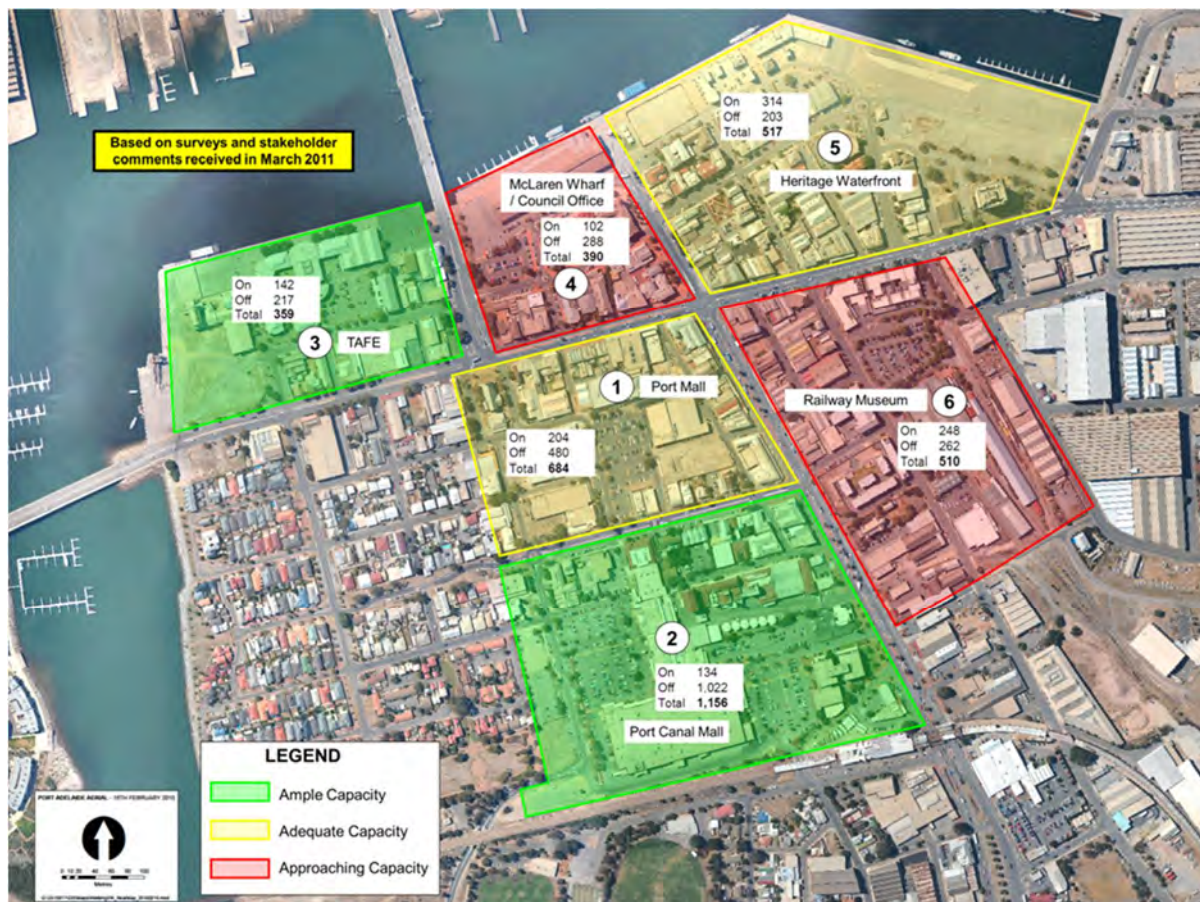 Based on surveys and stakeholder
comments received in March 2011
On 314
Off 203
Total 517
5
Heritage Waterfront
McLaren Wharf
/ Council Office
On 102
Off 288
Total 390
4
On 142
Off 217
Total 359
3
TAFE
1
Port Mall
On 204
Off 480
Total 684
Railway Museum
6
On 248
Off 262
Total 510
2
On 134
Off 1,022
Total 1,156
Port Canal Mall
LEGEND
Ample Capacity
Adequate Capacity
Approaching Capacity
Metres